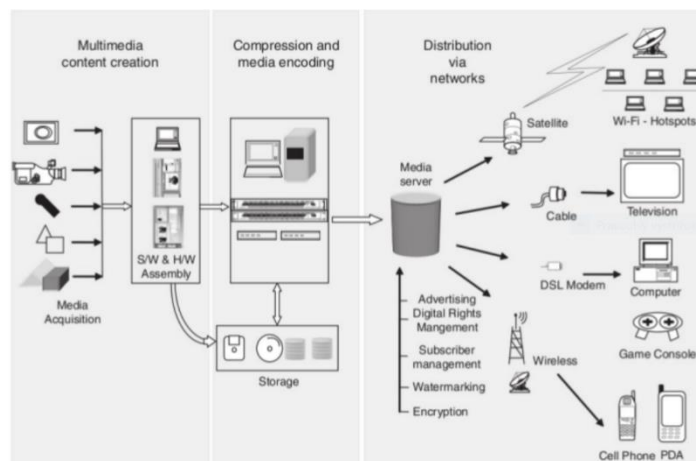 Multimedia
content creation
Compression and
media encoding
Distribution
via
networks
S/W & H/W
Assembly
Media
Acquisition
Storage
Media
server
Satellite
Wi-Fi - Hotspots
Cable
Television
DSL Modem
Computer
Game Console
Wireless
Cell Phone
PDA
Advertising
Digital Rights
Mangement
Subscriber
management
Watermarking
Encryption